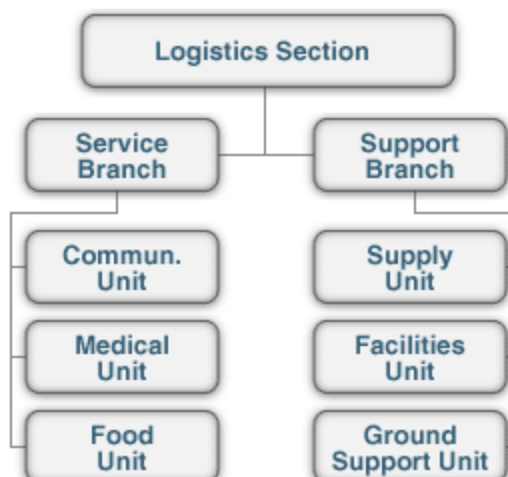 Logistics Section
Service
Branch
Support
Branch
Commun.
Unit
Supply
Unit
Medical
Unit
Facilities
Unit
Food
Unit
Ground
Support Unit